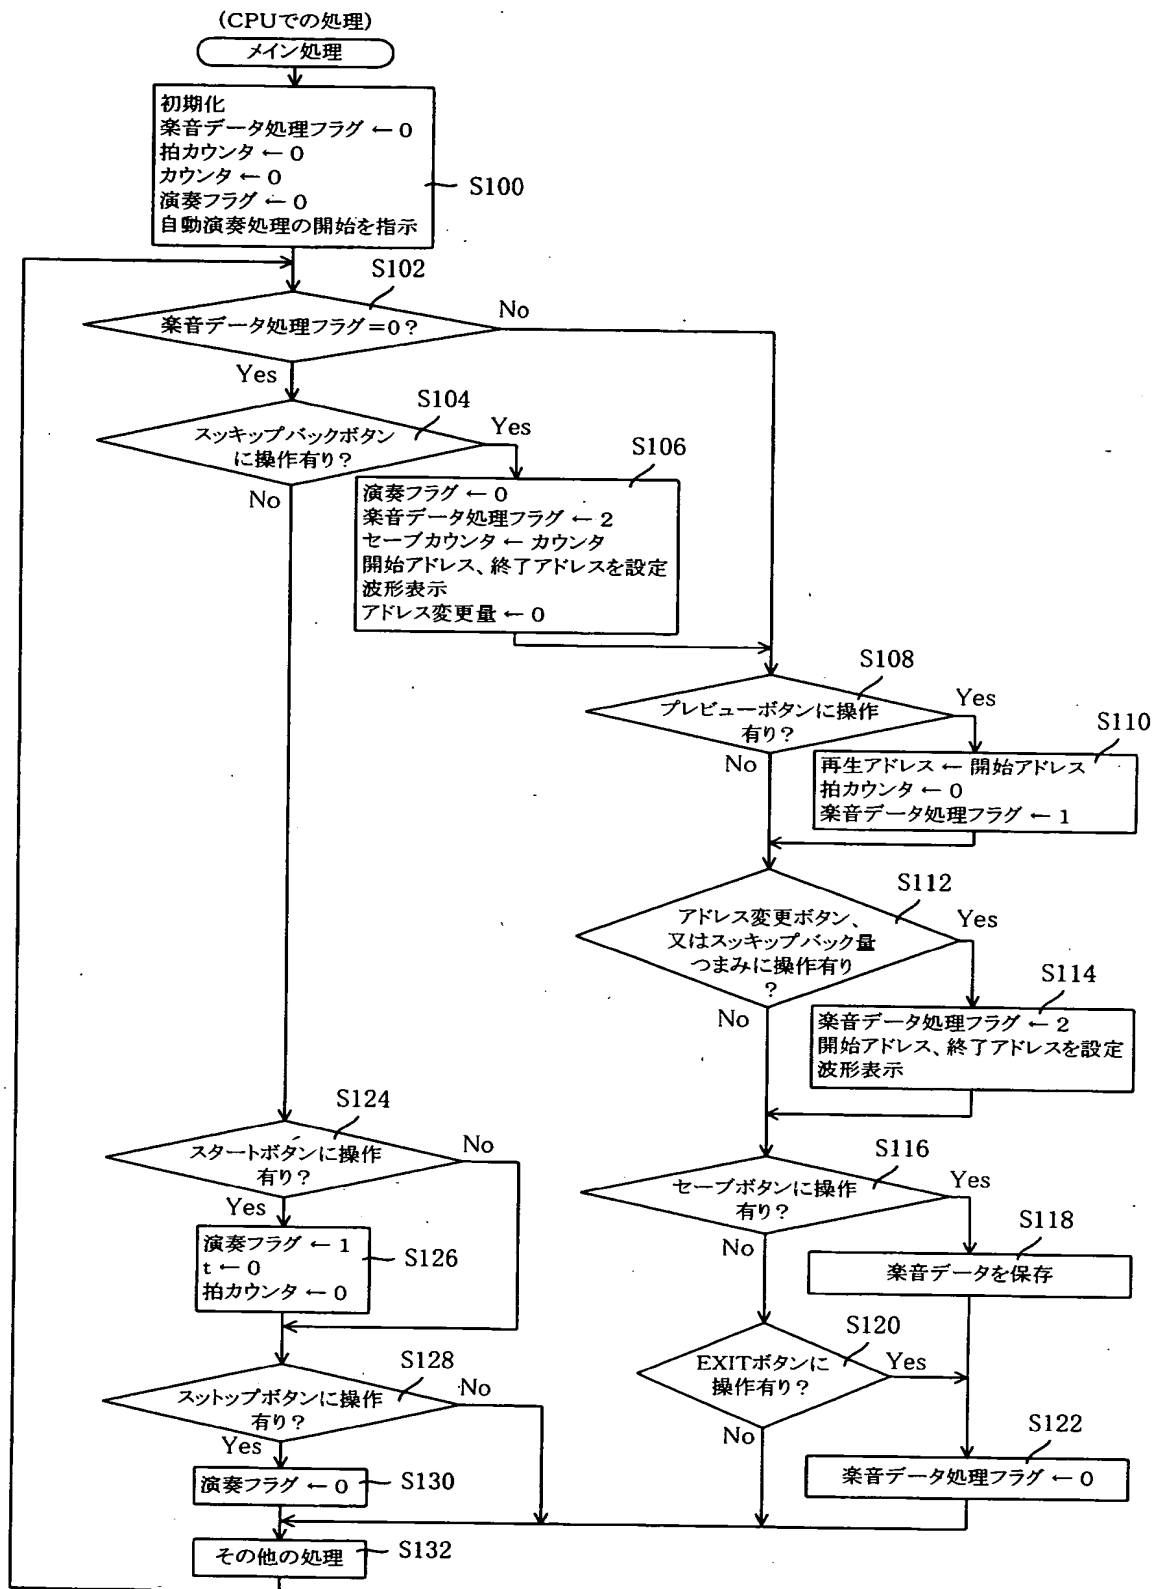 (CPUでの処理)
メイン処理
初期化
楽音データ処理フラグ ← 0
拍カウンタ ← 0
カウンタ ← 0
演奏フラグ ← 0
自動演奏処理の開始を指示
S100
S102
楽音データ処理フラグ=0?
No
Yes
S104
スッキップバックボタン
に操作有り?
Yes
No
S106
演奏フラグ ← 0
楽音データ処理フラグ ← 2
セーブカウンタ ← カウンタ
開始アドレス、終了アドレスを設定
波形表示
アドレス変更量 ← 0
S108
プレビューボタンに操作
有り?
Yes
No
S110
再生アドレス ← 開始アドレス
拍カウンタ ← 0
楽音データ処理フラグ ← 1
S112
アドレス変更ボタン、
又はスッキップバック量
つまみに操作有り
?
Yes
No
S114
楽音データ処理フラグ ← 2
開始アドレス、終了アドレスを設定
波形表示
S116
セーブボタンに操作
有り?
Yes
No
S118
楽音データを保存
S120
EXITボタンに
操作有り?
Yes
No
S122
楽音データ処理フラグ ← 0
S124
スタートボタンに操作
有り?
No
Yes
演奏フラグ ← 1
t ← 0
拍カウンタ ← 0
S126
S128
スットップボタンに操作
有り?
No
Yes
演奏フラグ ← 0
S130
その他の処理
S132